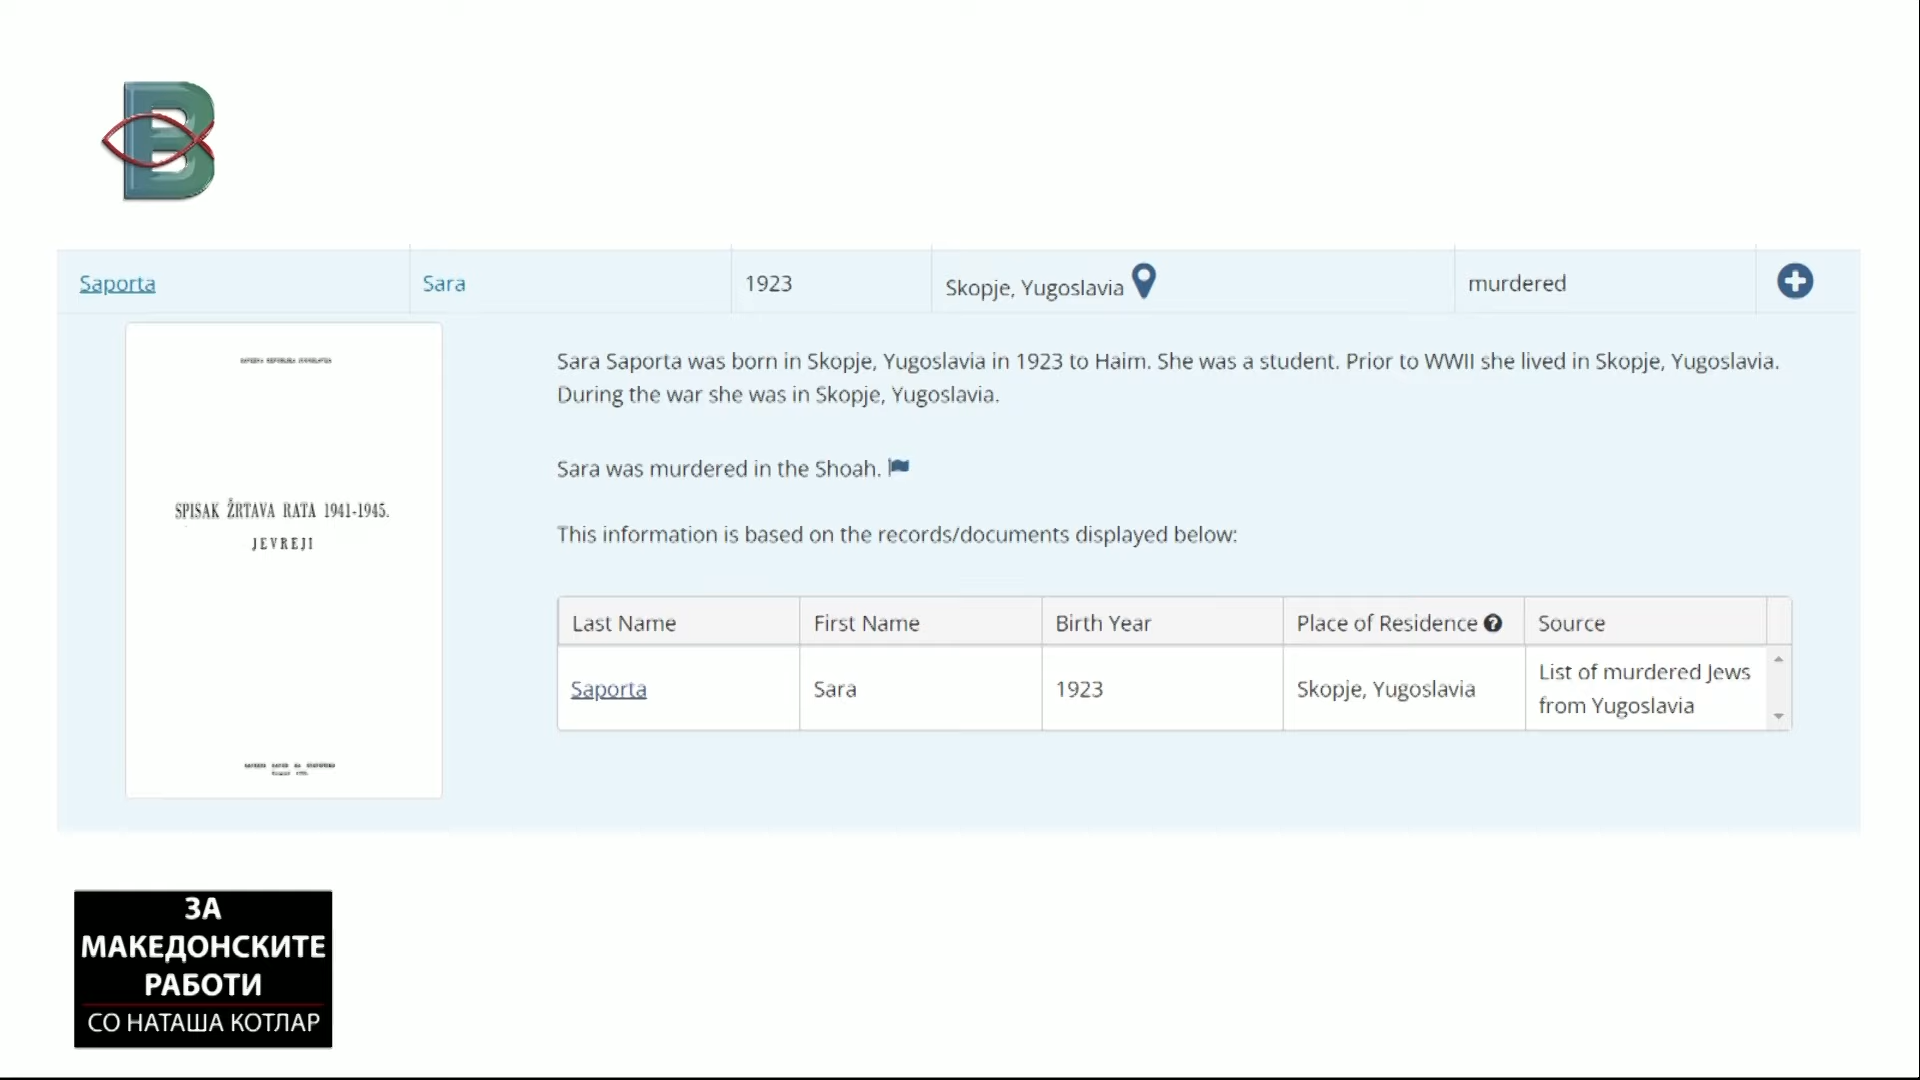 B
Saporta Sara 1923 Skopje, Yugoslavia murdered
SPISAK ŽRTAVA RATA 1941-1945.
JEVREJI
Sara Saporta was born in Skopje, Yugoslavia in 1923 to Haim. She was a student. Prior to WWII she lived in Skopje, Yugoslavia.
During the war she was in Skopje, Yugoslavia.
Sara was murdered in the Shoah.
This information is based on the records/documents displayed below:
Last Name First Name Birth Year Place of Residence Source
Saporta Sara 1923 Skopje, Yugoslavia List of murdered Jews
from Yugoslavia
ЗА
МАКЕДОНСКИТЕ
РАБОТИ
СО НАТАША КОТЛАР